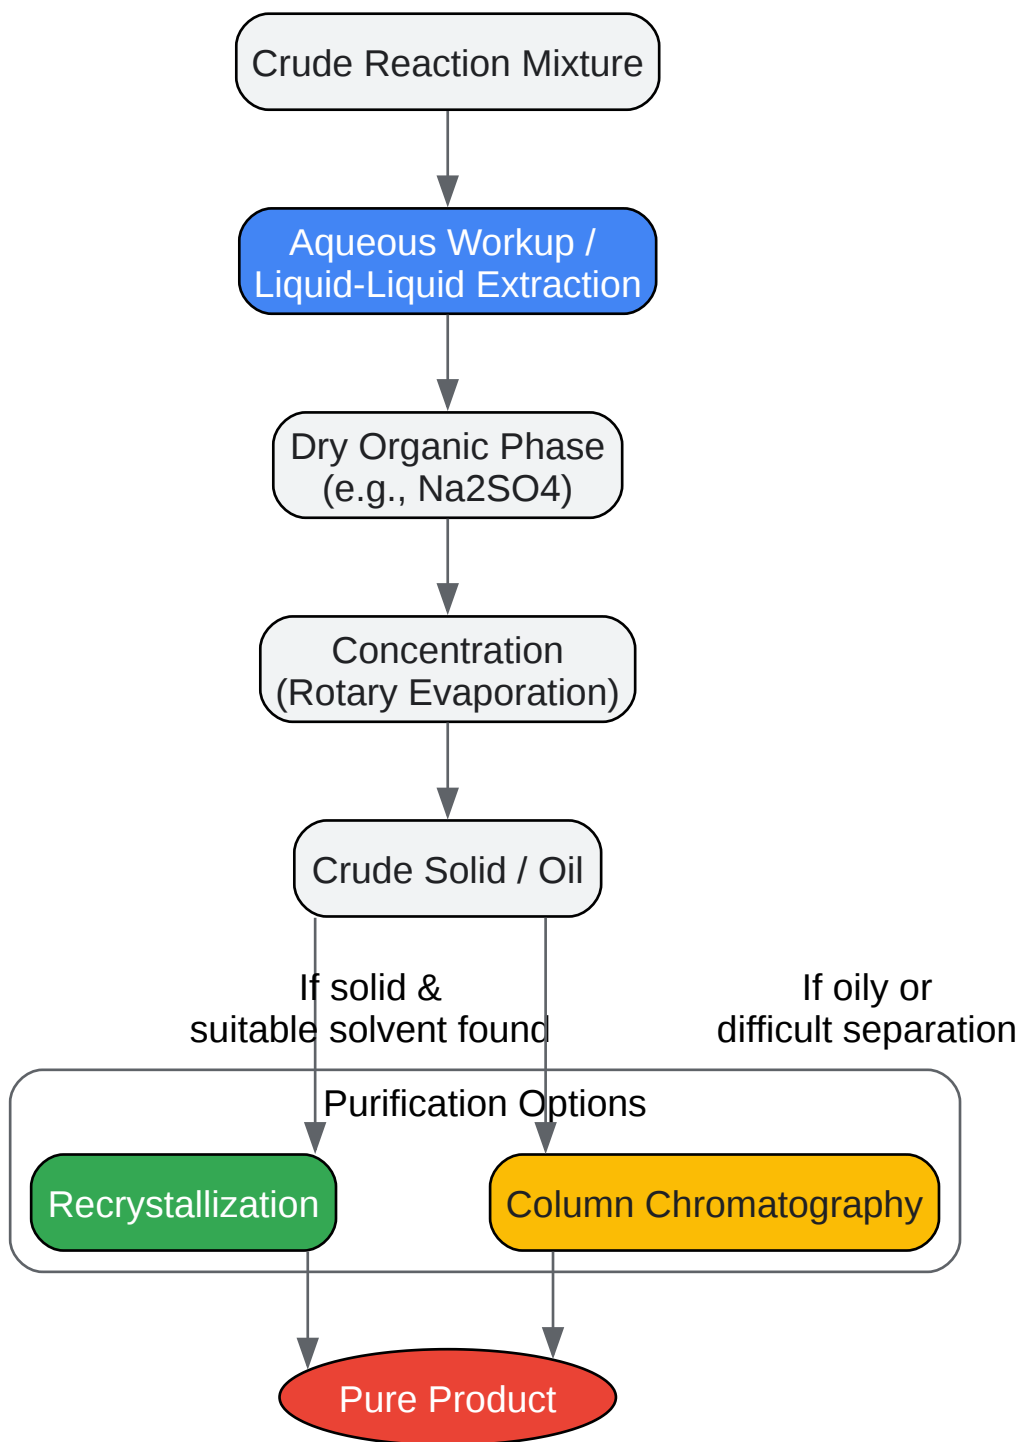 Crude Reaction Mixture
Aqueous Workup /
Liquid-Liquid Extraction
Dry Organic Phase
(e.g., Na2SO4)
Concentration
(Rotary Evaporation)
Crude Solid / Oil
If solid &
suitable solvent found
If oily or
difficult separation
Purification Options
Recrystallization
Column Chromatography
Pure Product